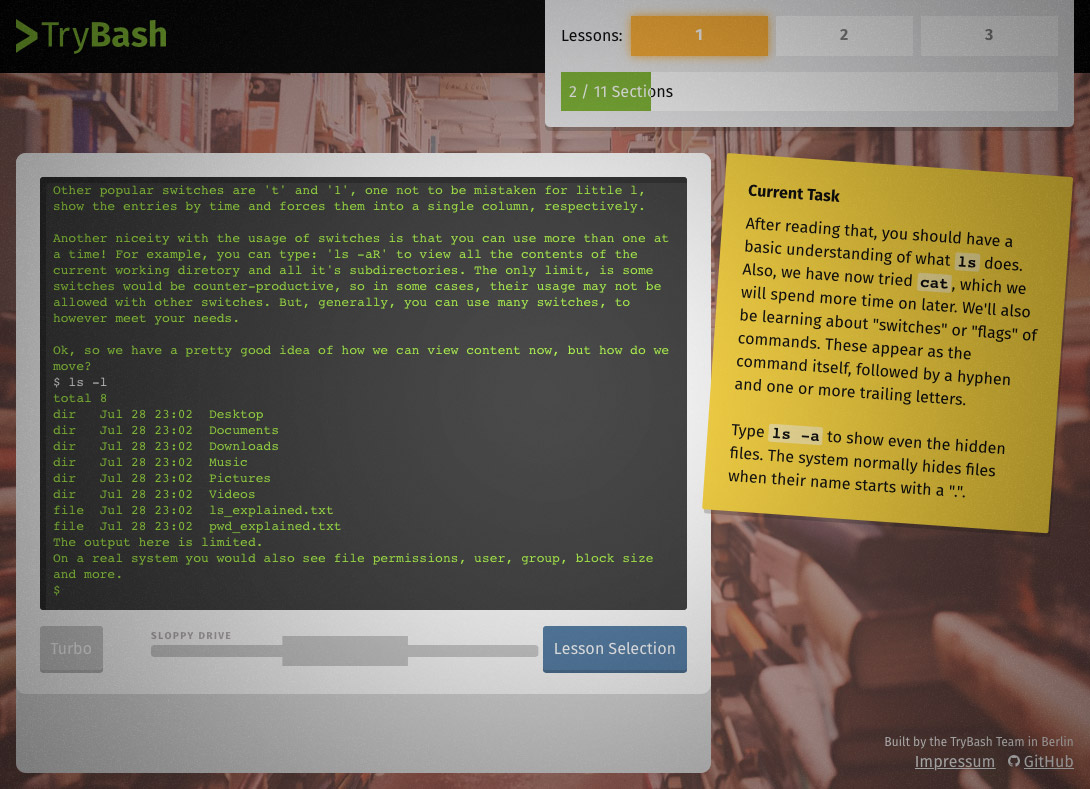 TryBash
Lessons: 1 2 3
2 / 11 Sections
Other popular switches are 't' and '1', one not to be mistaken for little l,
show the entries by time and forces them into a single column, respectively.
Another niceity with the usage of switches is that you can use more than one at
a time! For example, you can type: 'ls -aR' to view all the contents of the
current working diretory and all it's subdirectories. The only limit, is some
switches would be counter-productive, so in some cases, their usage may not be
allowed with other switches. But, generally, you can use many switches, to
however meet your needs.
Ok, so we have a pretty good idea of how we can view content now, but how do we
move?
$ ls -l
total 8
dir Jul 28 23:02 Desktop
dir Jul 28 23:02 Documents
dir Jul 28 23:02 Downloads
dir Jul 28 23:02 Music
dir Jul 28 23:02 Pictures
dir Jul 28 23:02 Videos
file Jul 28 23:02 ls_explained.txt
file Jul 28 23:02 pwd_explained.txt
The output here is limited.
On a real system you would also see file permissions, user, group, block size
and more.
$
Turbo
SLOPPY DRIVE
Lesson Selection
Current Task
After reading that, you should have a
basic understanding of what ls does.
Also, we have now tried cat, which we
will spend more time on later. We'll also
be learning about "switches" or "flags" of
commands. These appear as the
command itself, followed by a hyphen
and one or more trailing letters.
Type ls -a to show even the hidden
files. The system normally hides files
when their name starts with a ".".
Built by the TryBash Team in Berlin
Impressum GitHub